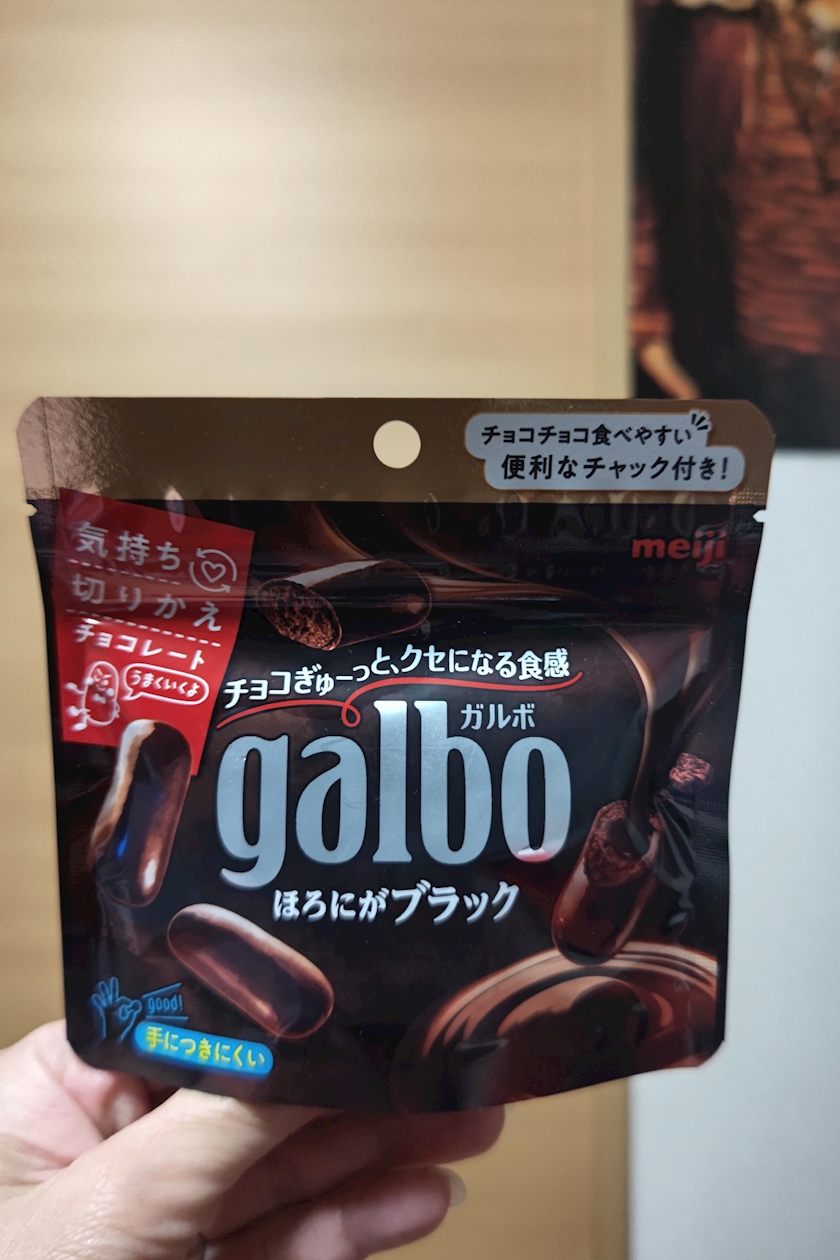 チョコチョコ食べやすい
便利なチャック付き!
meiji
気持ち
切りかえ
チョコレート
うまくいくよ
チョコぎゅーっと、クセになる食感
ガルボ
galbo
ほろにがブラック
good!
手につきにくい